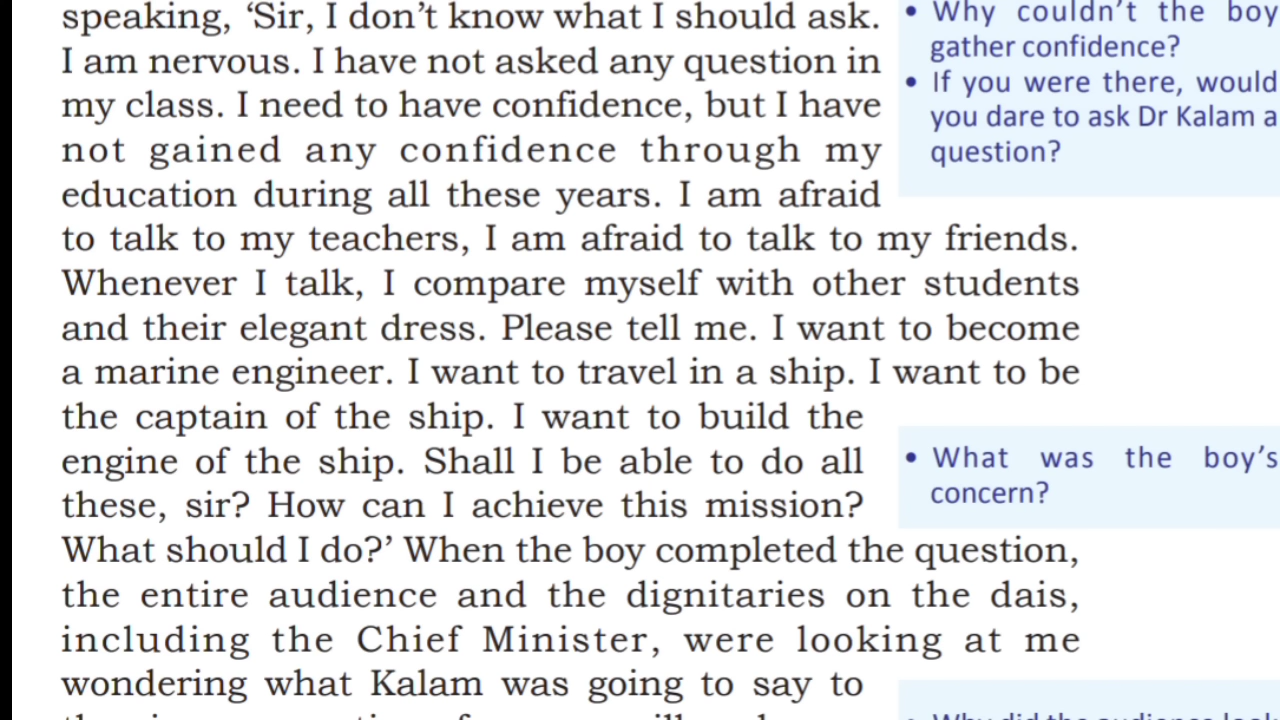 speaking, ‘Sir, I don’t know what I should ask.
I am nervous. I have not asked any question in
my class. I need to have confidence, but I have
not gained any confidence through my
education during all these years. I am afraid
to talk to my teachers, I am afraid to talk to my friends.
Whenever I talk, I compare myself with other students
and their elegant dress. Please tell me. I want to become
a marine engineer. I want to travel in a ship. I want to be
the captain of the ship. I want to build the
engine of the ship. Shall I be able to do all
these, sir? How can I achieve this mission?
What should I do?’ When the boy completed the question,
the entire audience and the dignitaries on the dais,
including the Chief Minister, were looking at me
wondering what Kalam was going to say to
• Why couldn’t the boy
gather confidence?
• If you were there, would
you dare to ask Dr Kalam a
question?
• What was the boy’s
concern?
• Why did the audience look